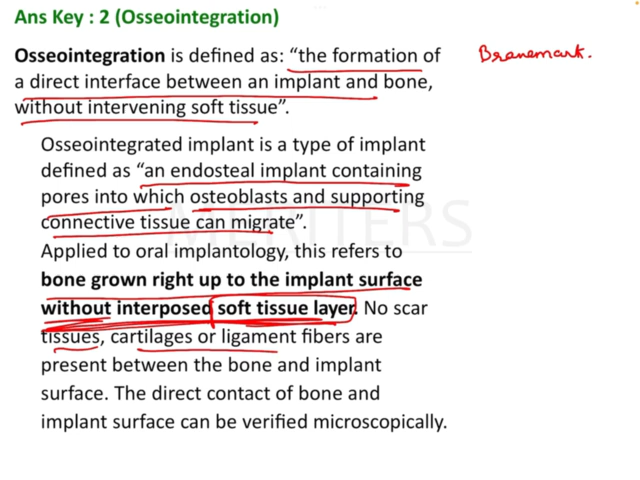 Ans Key : 2 (Osseointegration)
Osseointegration is defined as: “the formation of
a direct interface between an implant and bone,
without intervening soft tissue”.
Branemark.
Osseointegrated implant is a type of implant
defined as “an endosteal implant containing
pores into which osteoblasts and supporting
connective tissue can migrate”.
Applied to oral implantology, this refers to
bone grown right up to the implant surface
without interposed soft tissue layer. No scar
tissues, cartilages or ligament fibers are
present between the bone and implant
surface. The direct contact of bone and
implant surface can be verified microscopically.